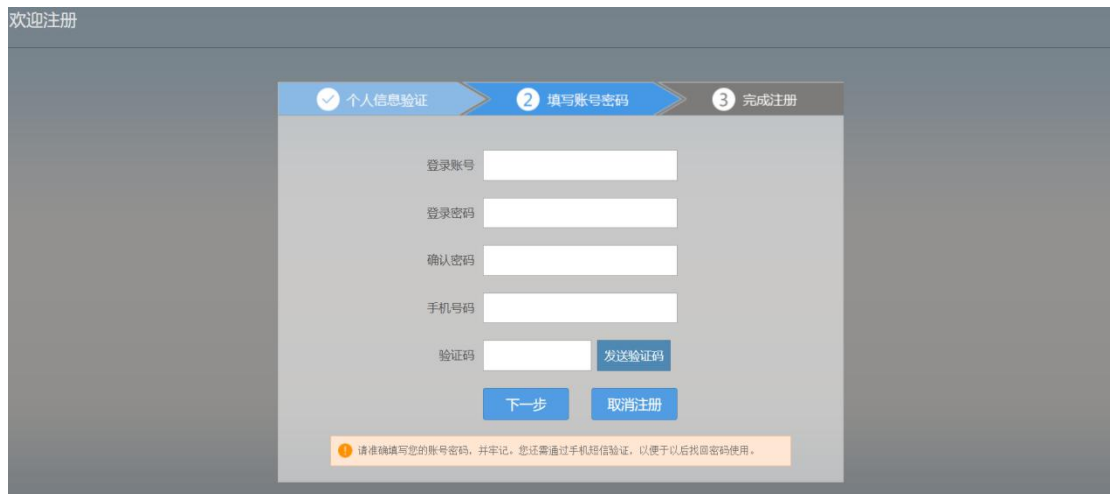 欢迎注册
个人信息验证 2 填写账号密码 3 完成注册
登录账号
登录密码
确认密码
手机号码
验证码 发送验证码
下一步 取消注册
请准确填写您的账号密码，并牢记。您还需通过手机短信验证，以便于以后找回密码使用。